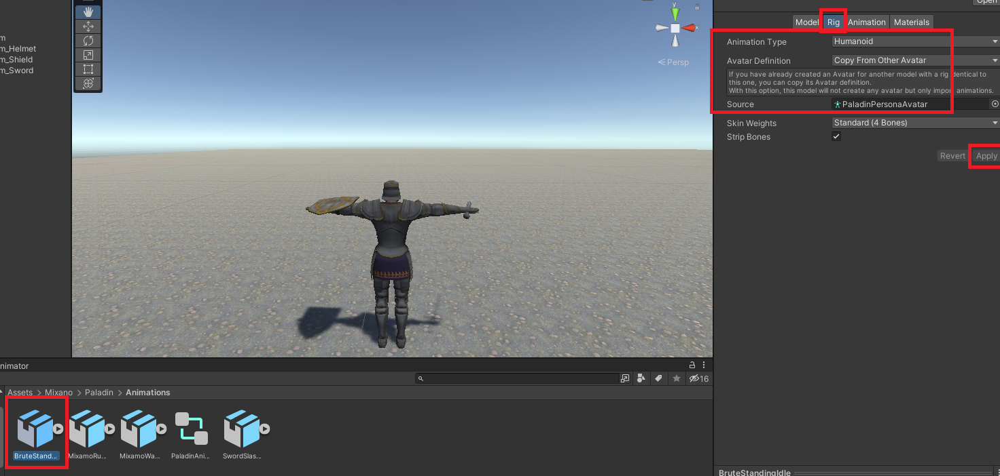 Open
Model Rig Animation Materials
m
m_Helmet
m_Shield
m_Sword
y
x
Persp
Animation Type Humanoid
Avatar Definition Copy From Other Avatar
If you have already created an Avatar for another model with a rig identical to
this one, you can copy its Avatar definition.
With this option, this model will not create any avatar but only import animations.
Source PaladinPersonaAvatar
Skin Weights Standard (4 Bones)
Strip Bones
Revert Apply
nimator
16
Assets > Mixano > Paladin > Animations
BruteStand... MixamoRu... MixamoWa... PaladinAni... SwordSlas...
BruteStandingIdle